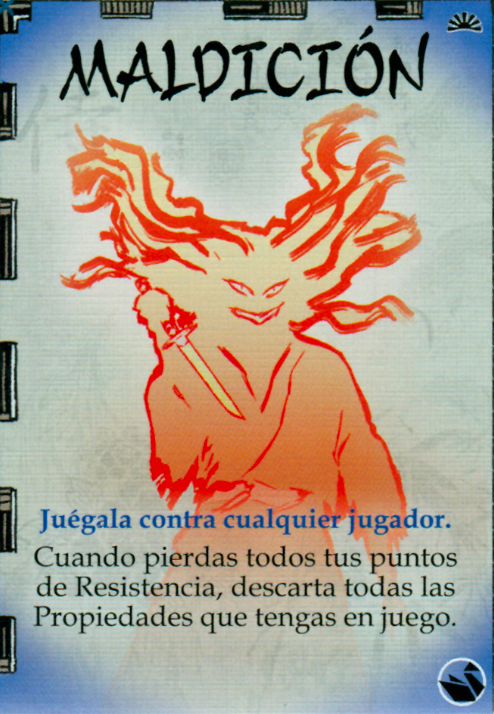 MALDICIÓN
Juégala contra cualquier jugador.
Cuando pierdas todos tus puntos
de Resistencia, descarta todas las
Propiedades que tengas en juego.